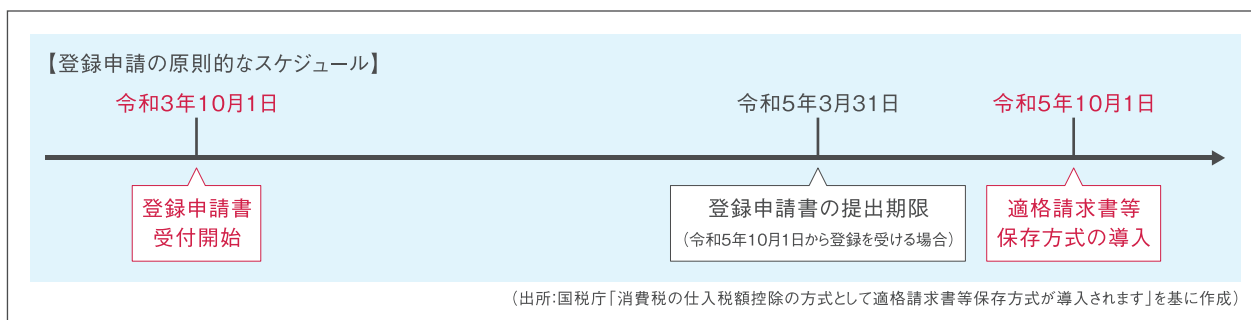 【登録申請の原則的なスケジュール】
令和3年10月1日
令和5年3月31日
令和5年10月1日
登録申請書
受付開始
登録申請書の提出期限
(令和5年10月1日から登録を受ける場合)
適格請求書等
保存方式の導入
(出所:国税庁「消費税の仕入税額控除の方式として適格請求書等保存方式が導入されます」を基に作成)